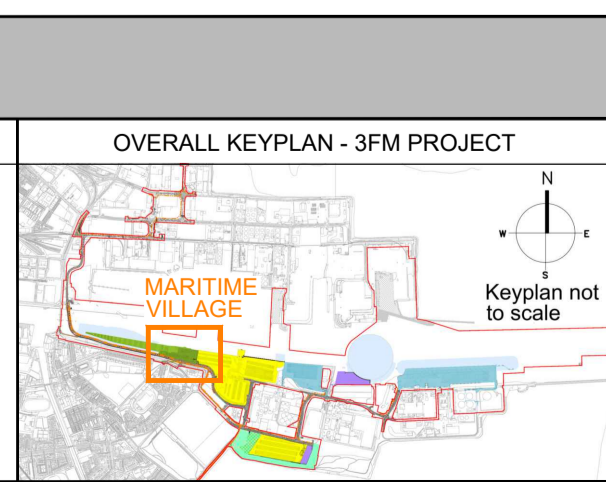 OVERALL KEYPLAN - 3FM PROJECT
N
W
E
S
Keyplan not
to scale
MARITIME
VILLAGE